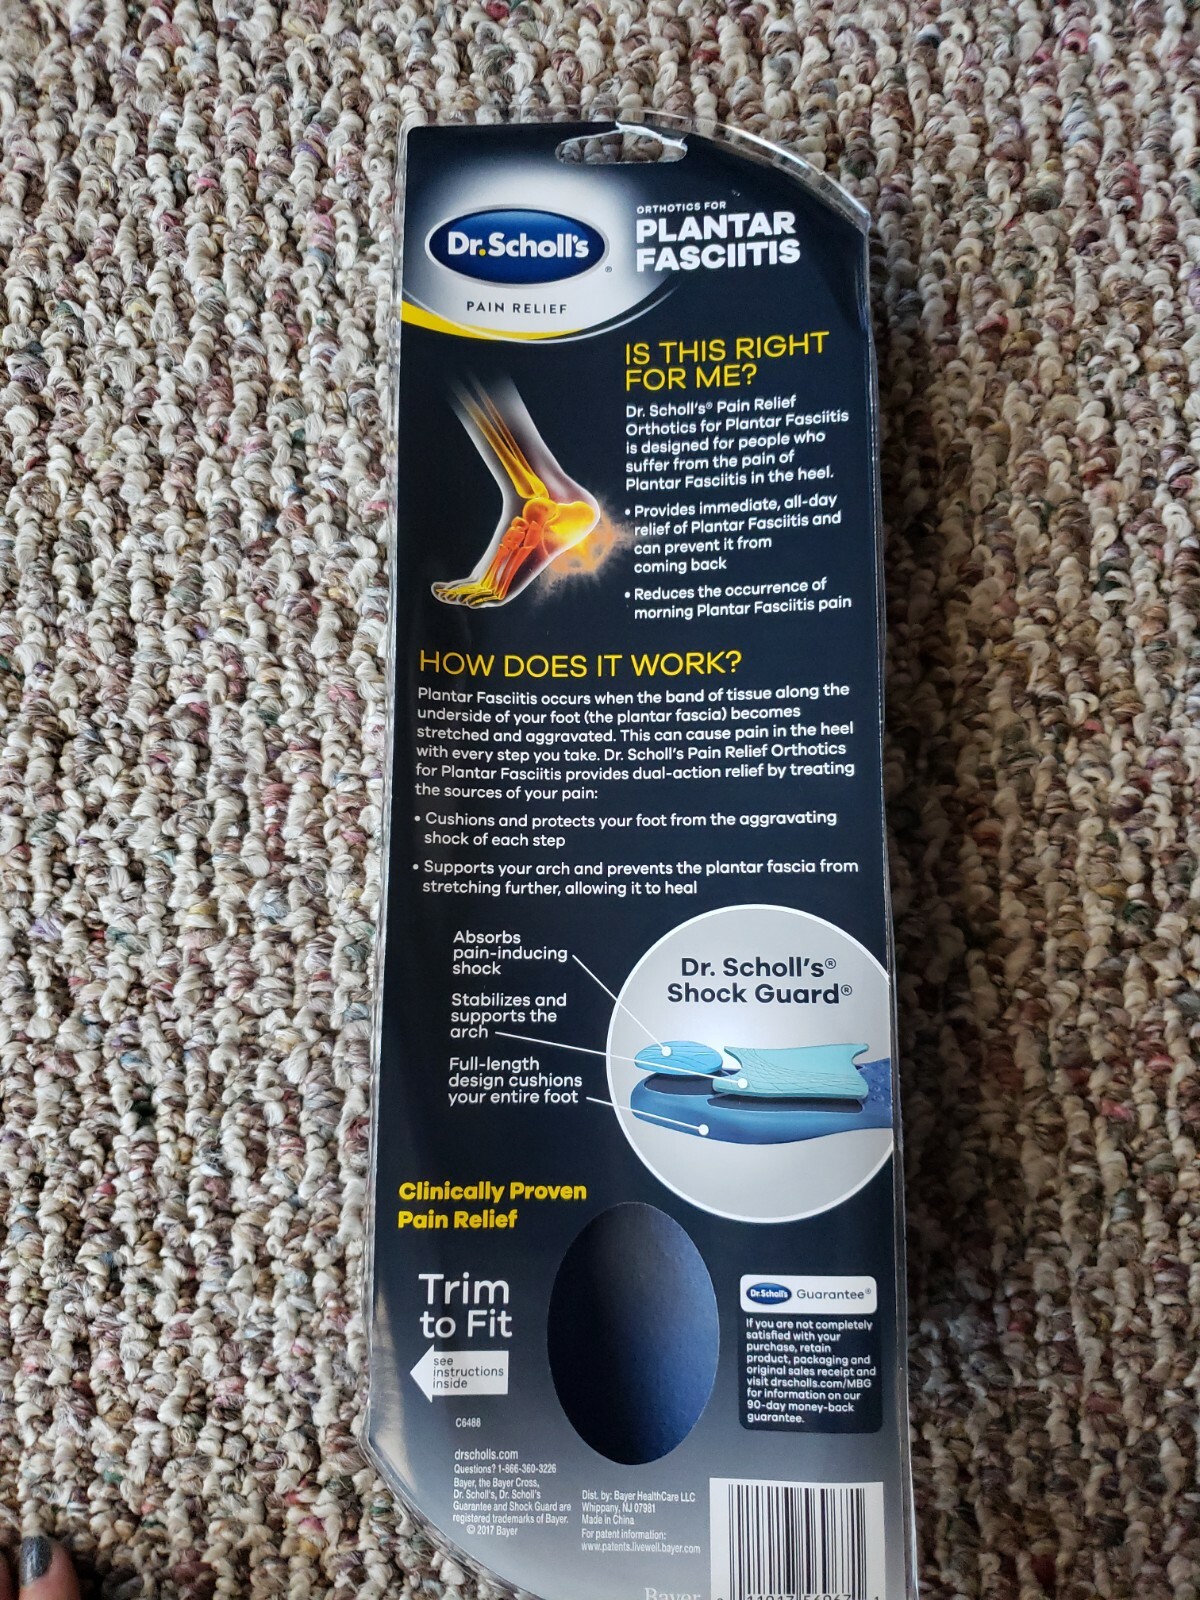 Dr.Scholl's®
PAIN RELIEF
ORTHOTICS FOR
PLANTAR
FASCIITIS
IS THIS RIGHT
FOR ME?
Dr. Scholl's® Pain Relief
Orthotics for Plantar Fasciitis
is designed for people who
suffer from the pain of
Plantar Fasciitis in the heel.
• Provides immediate, all-day
relief of Plantar Fasciitis and
can prevent it from
coming back
• Reduces the occurrence of
morning Plantar Fasciitis pain
HOW DOES IT WORK?
Plantar Fasciitis occurs when the band of tissue along the
underside of your foot (the plantar fascia) becomes
stretched and aggravated. This can cause pain in the heel
with every step you take. Dr. Scholl's Pain Relief Orthotics
for Plantar Fasciitis provides dual-action relief by treating
the sources of your pain:
• Cushions and protects your foot from the aggravating
shock of each step
• Supports your arch and prevents the plantar fascia from
stretching further, allowing it to heal
Absorbs
pain-inducing
shock
Stabilizes and
supports the
arch
Full-length
design cushions
your entire foot
Dr. Scholl's®
Shock Guard®
Clinically Proven
Pain Relief
Trim
to Fit
see
instructions
inside
C6488
Dr.Scholl's Guarantee®
If you are not completely
satisfied with your
purchase, retain
product, packaging and
original sales receipt and
visit drscholls.com/MBG
for information on our
90-day money-back
guarantee.
drscholls.com
Questions? 1-866-360-3226
Bayer, the Bayer Cross,
Dr. Scholl's, Dr. Scholl's
Guarantee and Shock Guard are
registered trademarks of Bayer.
© 2017 Bayer
Dist. by: Bayer HealthCare LLC
Whippany, NJ 07981
Made in China
For patent information:
www.patents.livewell.bayer.com
Bayer